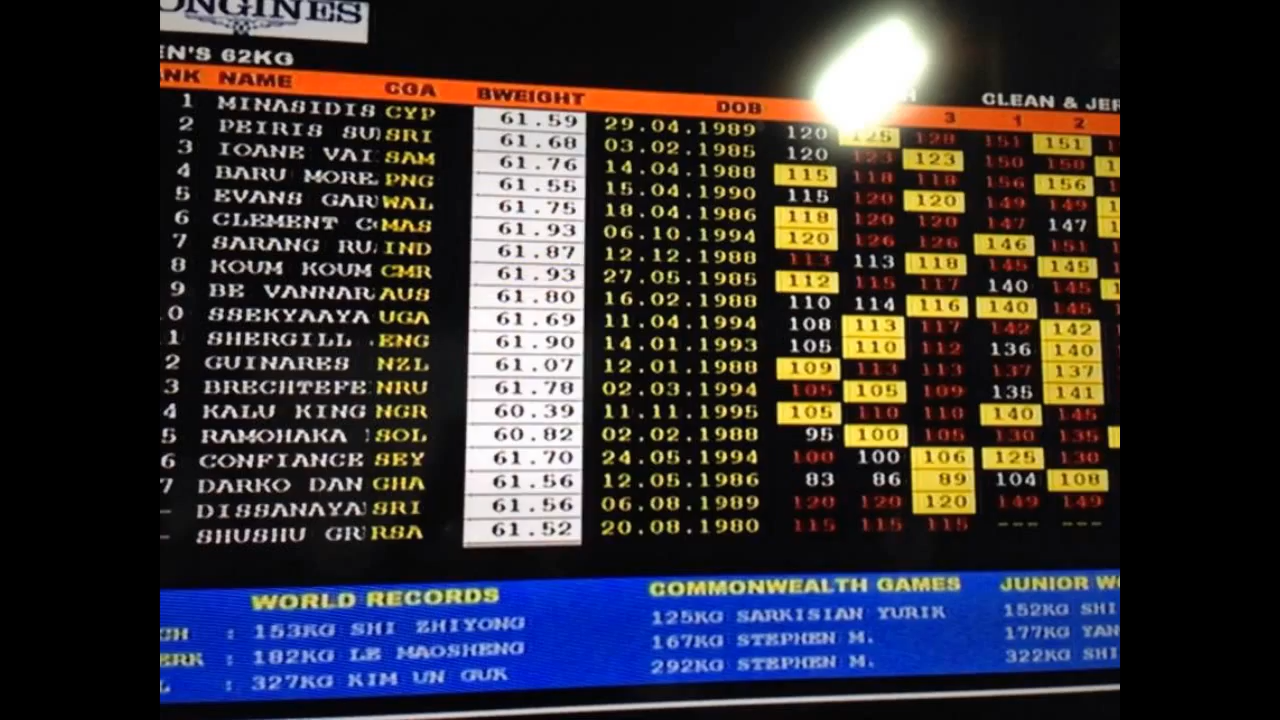 ONGINES
EN'S 62KG
ANK NAME CGA BWEIGHT DOB 3 CLEAN & JER 1 2
1 MINASIDIS CYP 61.59 29.04.1989 120 125 128 151 151
2 PEIRIS SU SRI 61.68 03.02.1985 120 123 123 150 158
3 IOANE VAI SAM 61.76 14.04.1988 115 118 118 156 156
4 BARU MORE PNG 61.55 15.04.1990 115 120 120 149 149
5 EVANS GAR WAL 61.75 18.04.1986 118 120 120 147 147
6 CLEMENT C MAS 61.93 06.10.1994 120 126 126 146 151
7 SARANG RU IND 61.87 12.12.1988 113 113 118 145 145
8 KOUM KOUM CMR 61.93 27.05.1985 112 115 117 140 145
9 BE VANNAR AUS 61.80 16.02.1988 110 114 116 140 145
0 SSEKYAAYA UGA 61.69 11.04.1994 108 113 117 142 142
1 SHERGILL ENG 61.90 14.01.1993 105 110 112 136 140
2 GUINARES NZL 61.07 12.01.1988 109 113 113 137 137
3 BRECHTEFE NRU 61.78 02.03.1994 105 105 109 135 141
4 KALU KING NGR 60.39 11.11.1995 105 110 110 140 145
5 RAMOHAKA SOL 60.82 02.02.1988 95 100 105 130 135
6 CONFIANCE SEY 61.70 24.05.1994 100 100 106 125 130
7 DARKO DAN GHA 61.56 12.05.1986 83 86 89 104 108
- DISSANAYA SRI 61.56 06.08.1989 120 120 120 149 149
- SHUSHU GR RSA 61.52 20.08.1980 115 115 115 --- ---
WORLD RECORDS COMMONWEALTH GAMES JUNIOR WO
CH : 153KG SHI ZHIYONG 125KG SARKISIAN YURIK 152KG SHI
ERK : 182KG LE MAOSHENG 167KG STEPHEN M. 177KG YAN
L : 327KG KIM UN GUK 292KG STEPHEN M. 322KG SHI